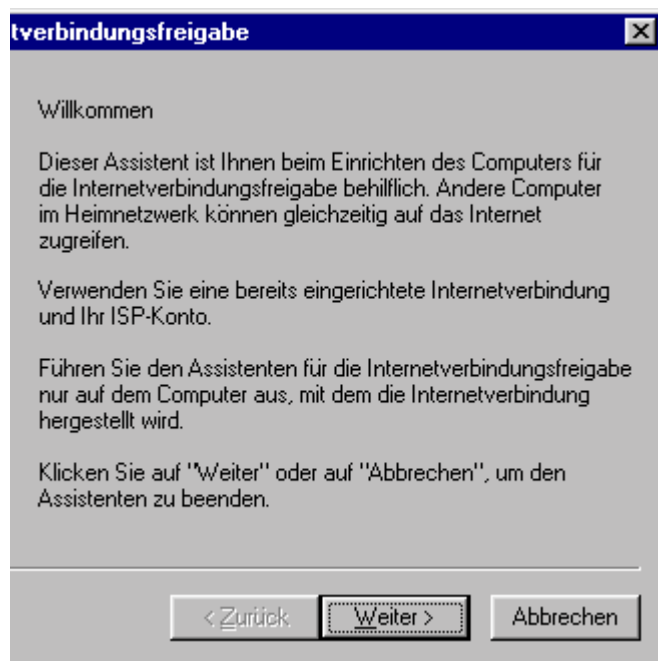 tverbindungsfreigabe
Willkommen
Dieser Assistent ist Ihnen beim Einrichten des Computers für
die Internetverbindungsfreigabe behilflich. Andere Computer
im Heimnetzwerk können gleichzeitig auf das Internet
zugreifen.
Verwenden Sie eine bereits eingerichtete Internetverbindung
und Ihr ISP-Konto.
Führen Sie den Assistenten für die Internetverbindungsfreigabe
nur auf dem Computer aus, mit dem die Internetverbindung
hergestellt wird.
Klicken Sie auf "Weiter" oder auf "Abbrechen", um den
Assistenten zu beenden.
< Zurück Weiter > Abbrechen